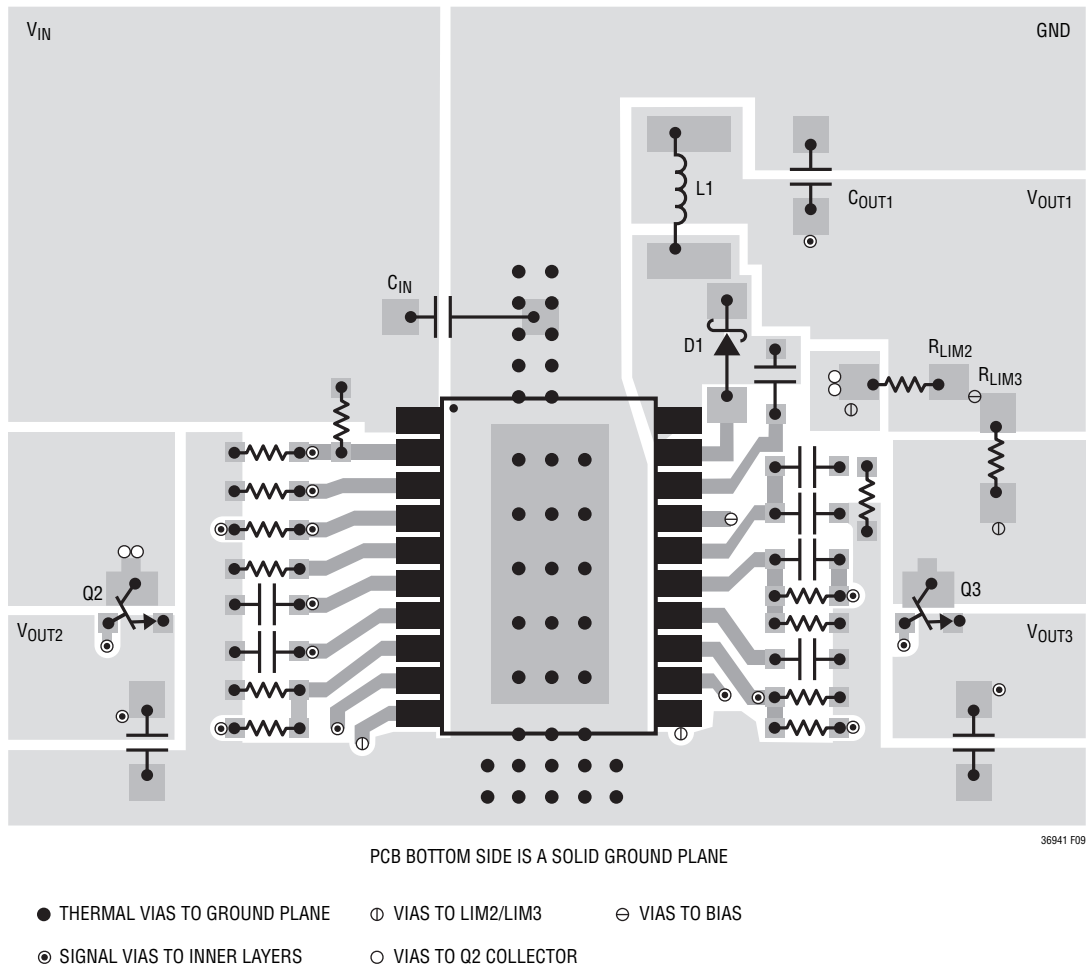 VIN
GND
L1
COUT1
VOUT1
CIN
D1
RLIM2
RLIM3
Q2
Q3
VOUT2
VOUT3
36941 F09
PCB BOTTOM SIDE IS A SOLID GROUND PLANE
THERMAL VIAS TO GROUND PLANE
VIAS TO LIM2/LIM3
VIAS TO BIAS
SIGNAL VIAS TO INNER LAYERS
VIAS TO Q2 COLLECTOR